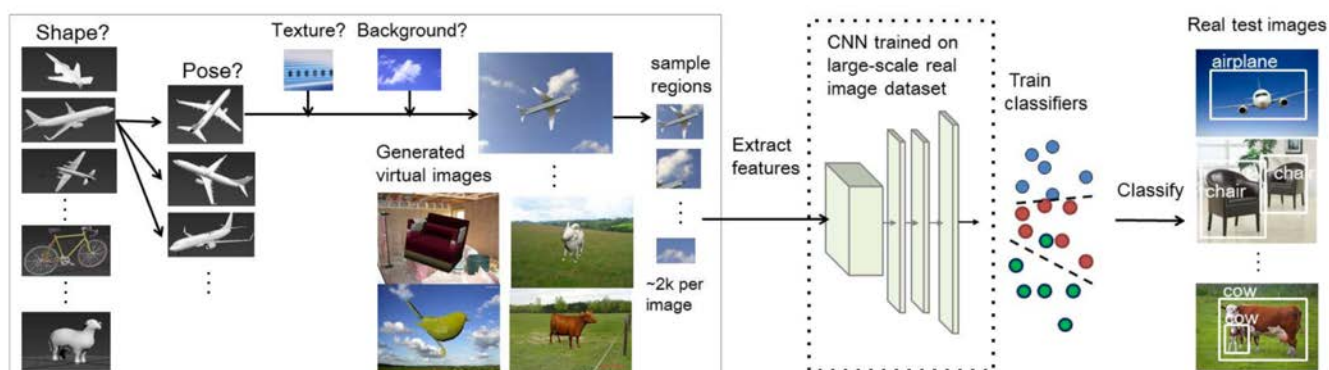 Shape?
Pose?
Texture?
Background?
sample
regions
Generated
virtual images
~2k per
image
Extract
features
CNN trained on
large-scale real
image dataset
Train
classifiers
Classify
Real test images
airplane
chair
chair
cow
cow